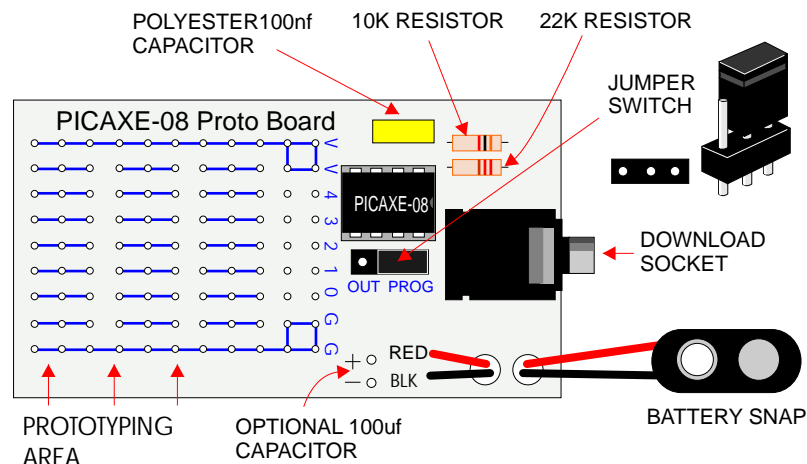 POLYESTER100nf
CAPACITOR
10K RESISTOR
22K RESISTOR
JUMPER
SWITCH
PICAXE-08 Proto Board
V
V
4
3
2
1
0
G
G
PICAXE-08
OUT PROG
DOWNLOAD
SOCKET
RED
BLK
+
–
BATTERY SNAP
PROTOTYPING
AREA
OPTIONAL 100uf
CAPACITOR